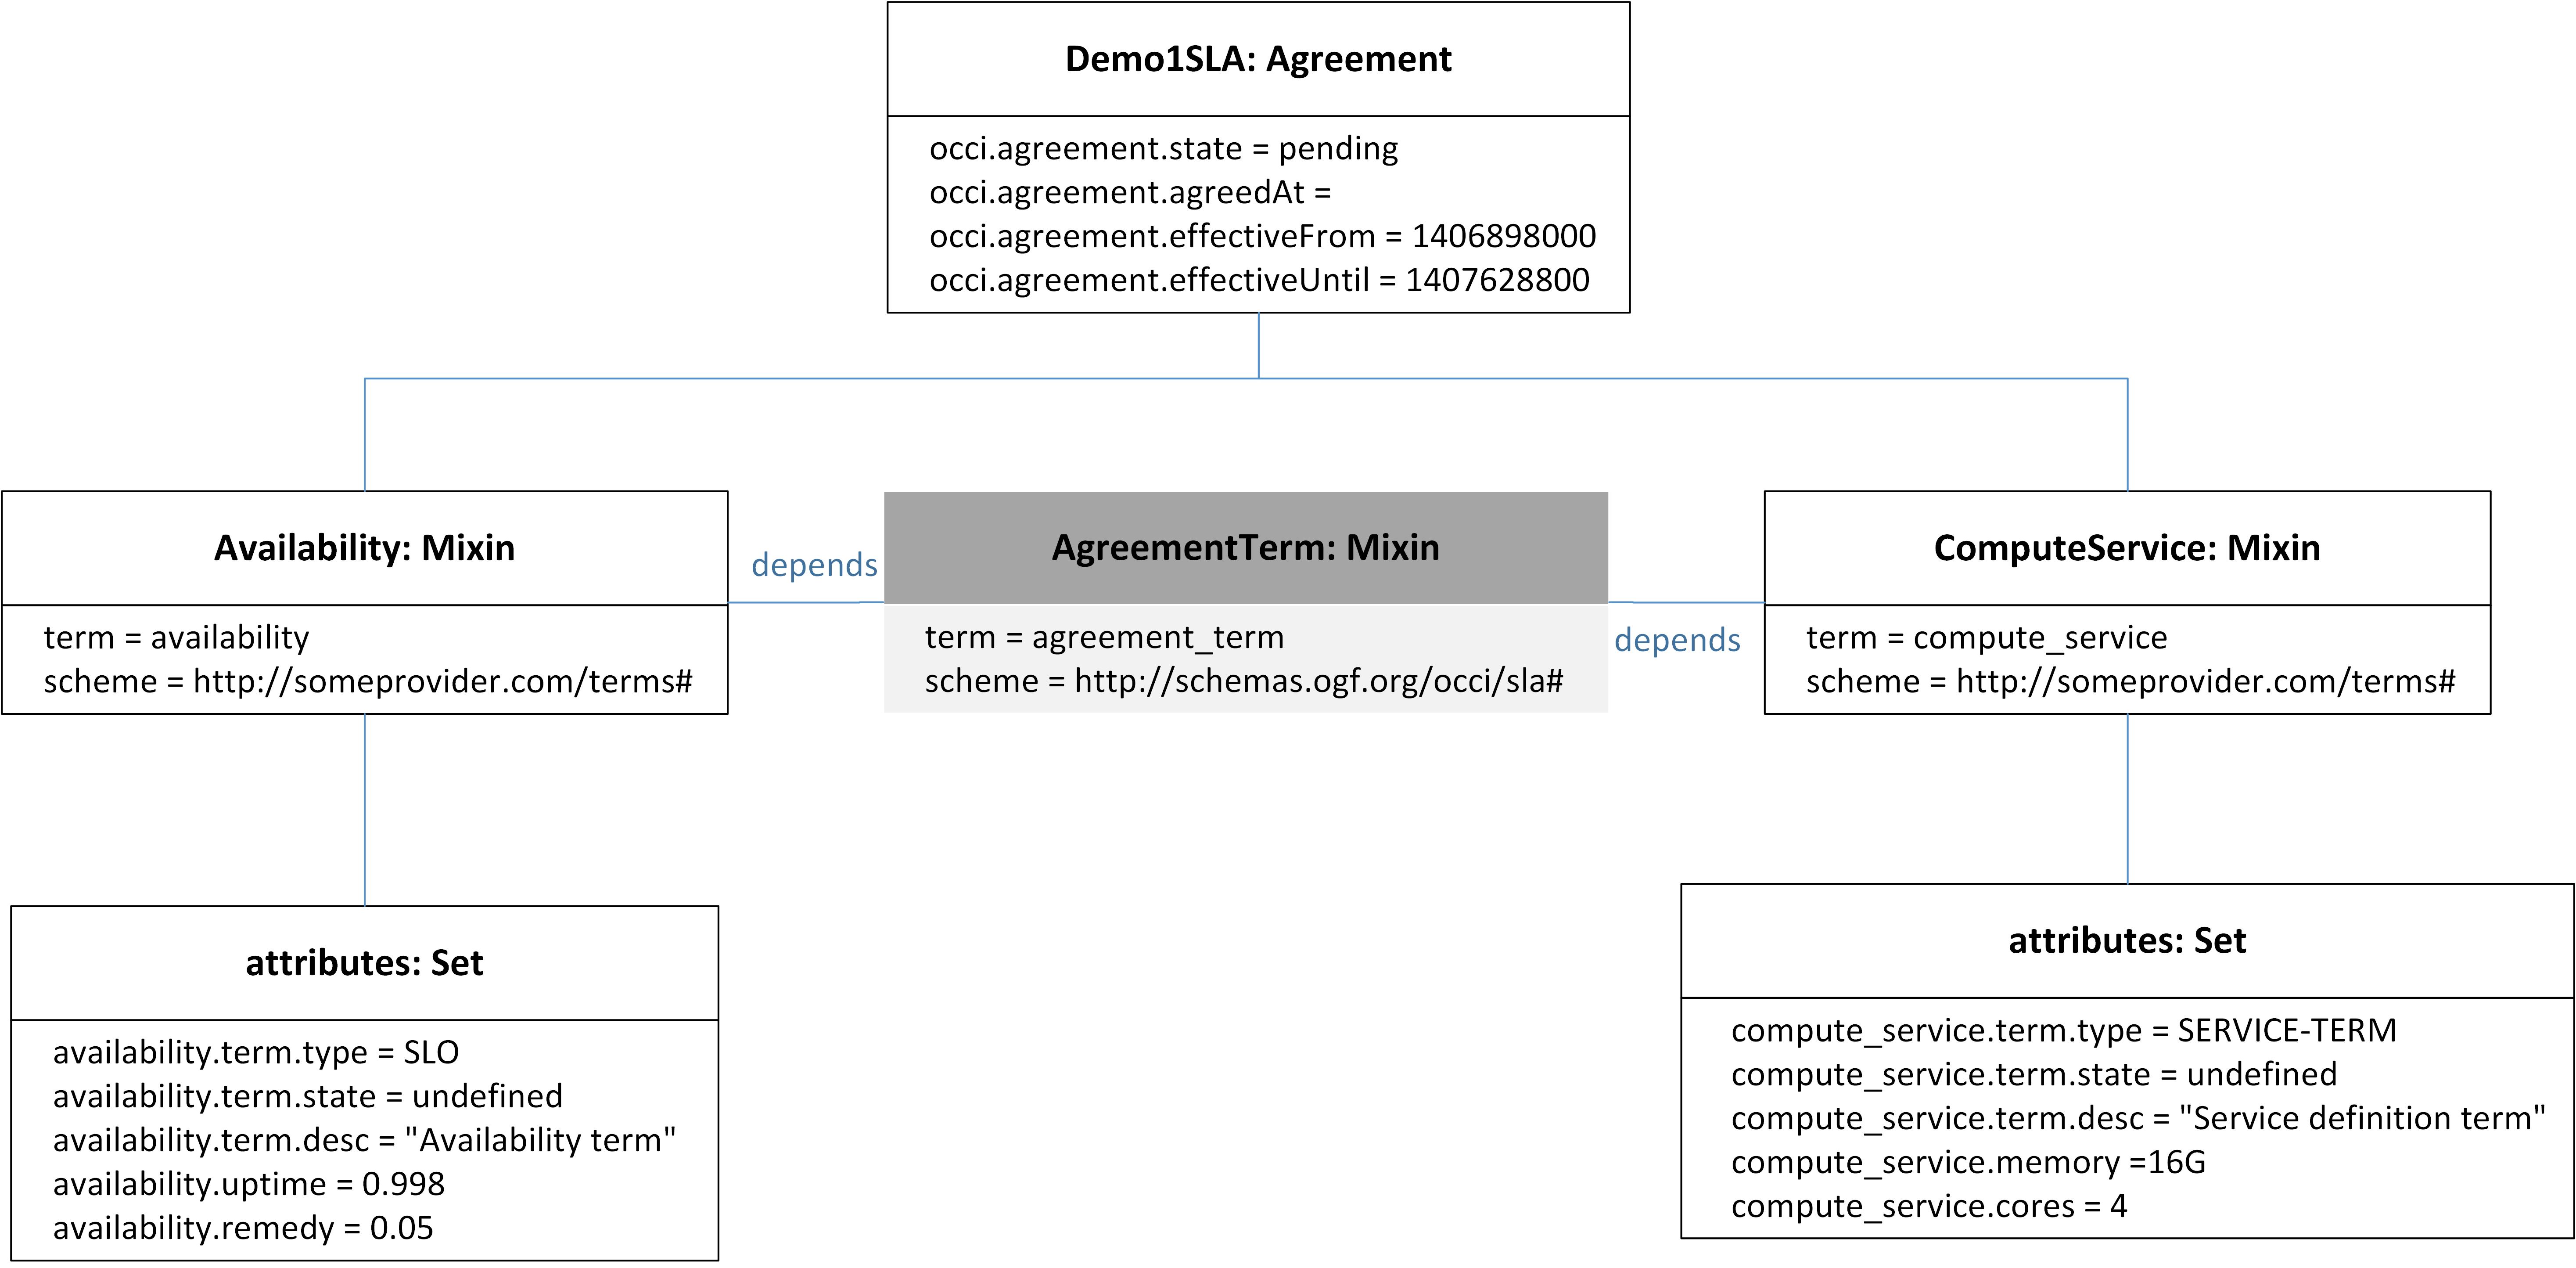 Demo1SLA: Agreement
occi.agreement.state = pending
occi.agreement.agreedAt =
occi.agreement.effectiveFrom = 1406898000
occi.agreement.effectiveUntil = 1407628800
Availability: Mixin
term = availability
scheme = http://someprovider.com/terms#
depends
AgreementTerm: Mixin
term = agreement_term
scheme = http://schemas.ogf.org/occi/sla#
depends
ComputeService: Mixin
term = compute_service
scheme = http://someprovider.com/terms#
attributes: Set
availability.term.type = SLO
availability.term.state = undefined
availability.term.desc = "Availability term"
availability.uptime = 0.998
availability.remedy = 0.05
attributes: Set
compute_service.term.type = SERVICE-TERM
compute_service.term.state = undefined
compute_service.term.desc = "Service definition term"
compute_service.memory =16G
compute_service.cores = 4